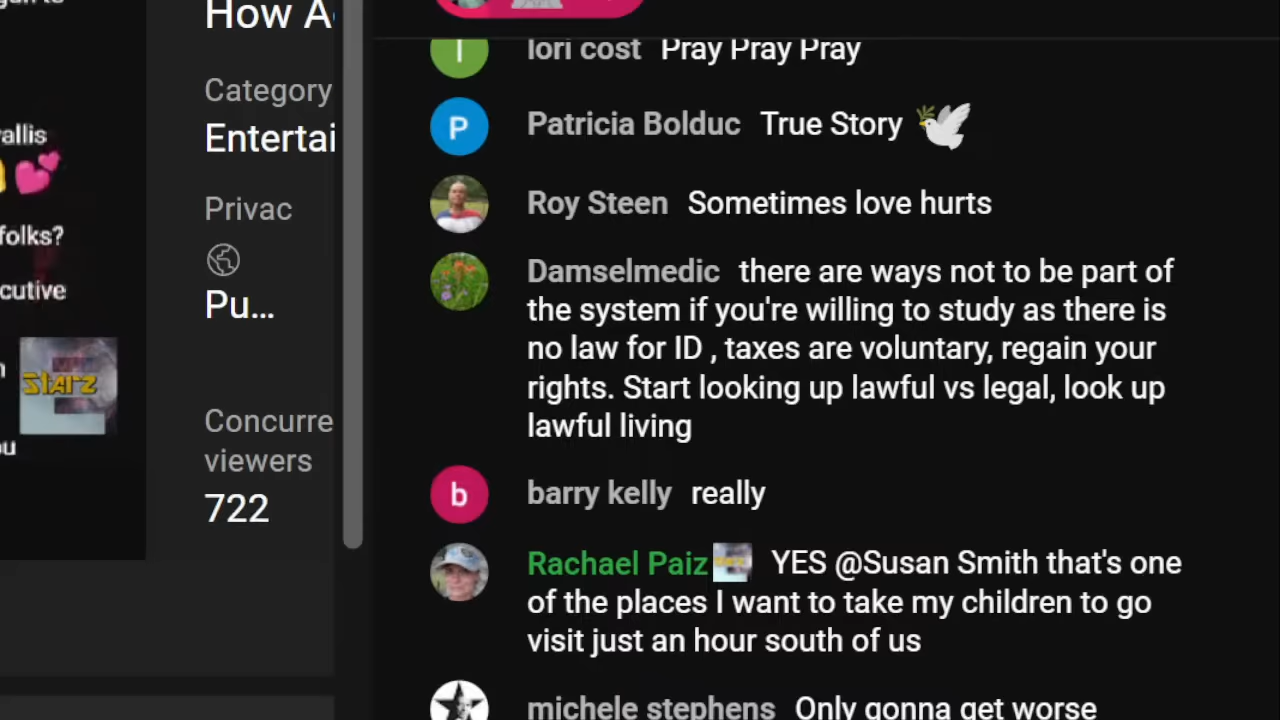 How A
Category
Entertai
Privac
Pu...
Concurre
viewers
722
folks?
cutive
STARZ
lori cost Pray Pray Pray
P
Patricia Bolduc True Story
Roy Steen Sometimes love hurts
Damselmedic there are ways not to be part of
the system if you're willing to study as there is
no law for ID , taxes are voluntary, regain your
rights. Start looking up lawful vs legal, look up
lawful living
b
barry kelly really
Rachael Paiz YES @Susan Smith that's one
of the places I want to take my children to go
visit just an hour south of us
michele stephens Only gonna get worse